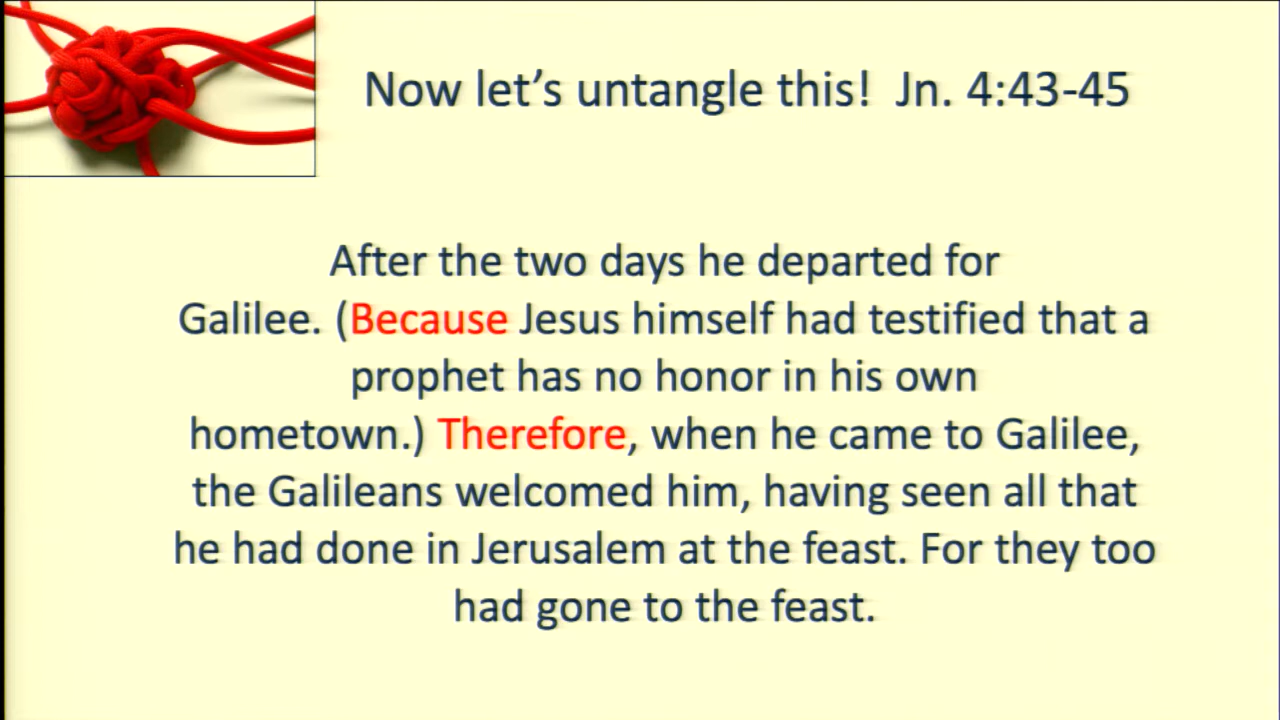 Now let's untangle this!  Jn. 4:43-45
After the two days he departed for
Galilee. (Because Jesus himself had testified that a
prophet has no honor in his own
hometown.) Therefore, when he came to Galilee,
the Galileans welcomed him, having seen all that
he had done in Jerusalem at the feast. For they too
had gone to the feast.